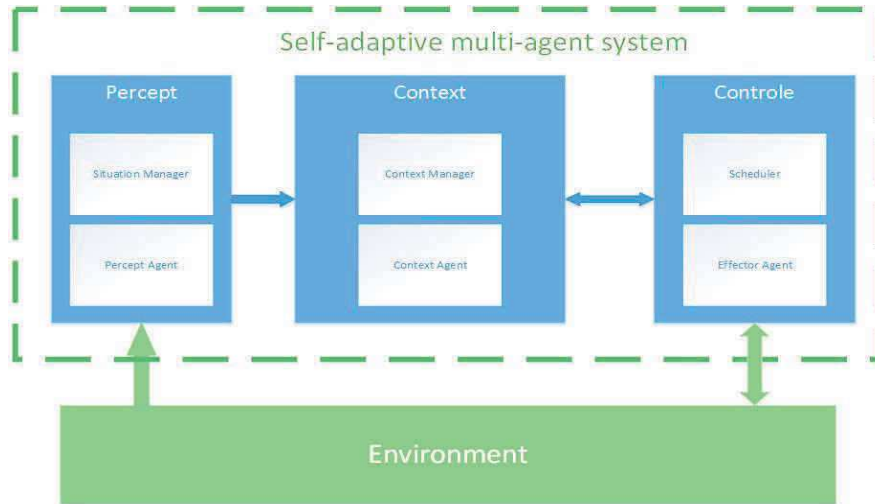 Self-adaptive multi-agent system
Percept
Context
Controle
Situation Manager
Context Manager
Scheduler
Percept Agent
Context Agent
Effector Agent
Environment